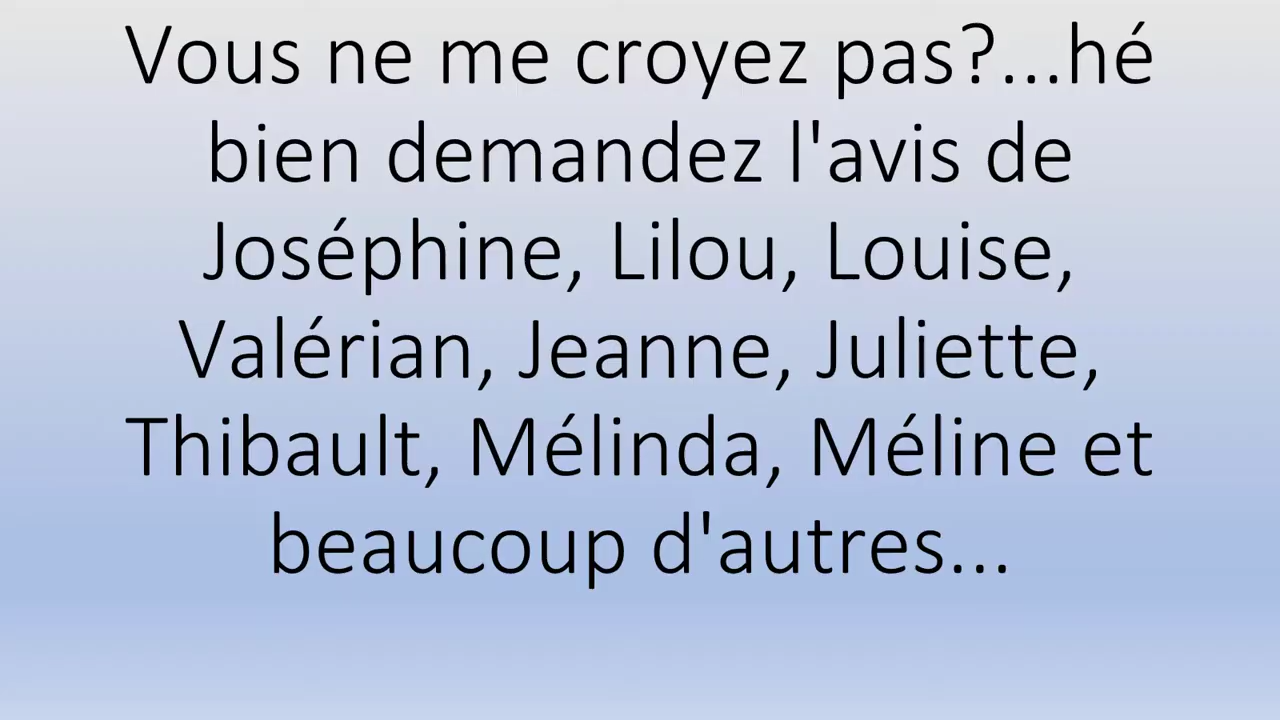 Vous ne me croyez pas?...hé
bien demandez l'avis de
Joséphine, Lilou, Louise,
Valérian, Jeanne, Juliette,
Thibault, Mélinda, Méline et
beaucoup d'autres...